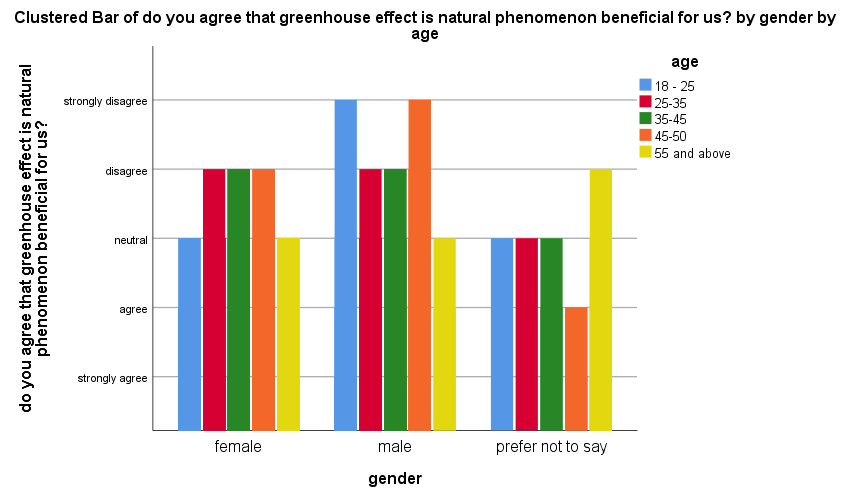 Clustered Bar of do you agree that greenhouse effect is natural phenomenon beneficial for us? by gender by
age
do you agree that greenhouse effect is natural
phenomenon beneficial for us?
strongly disagree
disagree
neutral
agree
strongly agree
female
male
prefer not to say
gender
age
18 - 25
25-35
35-45
45-50
55 and above